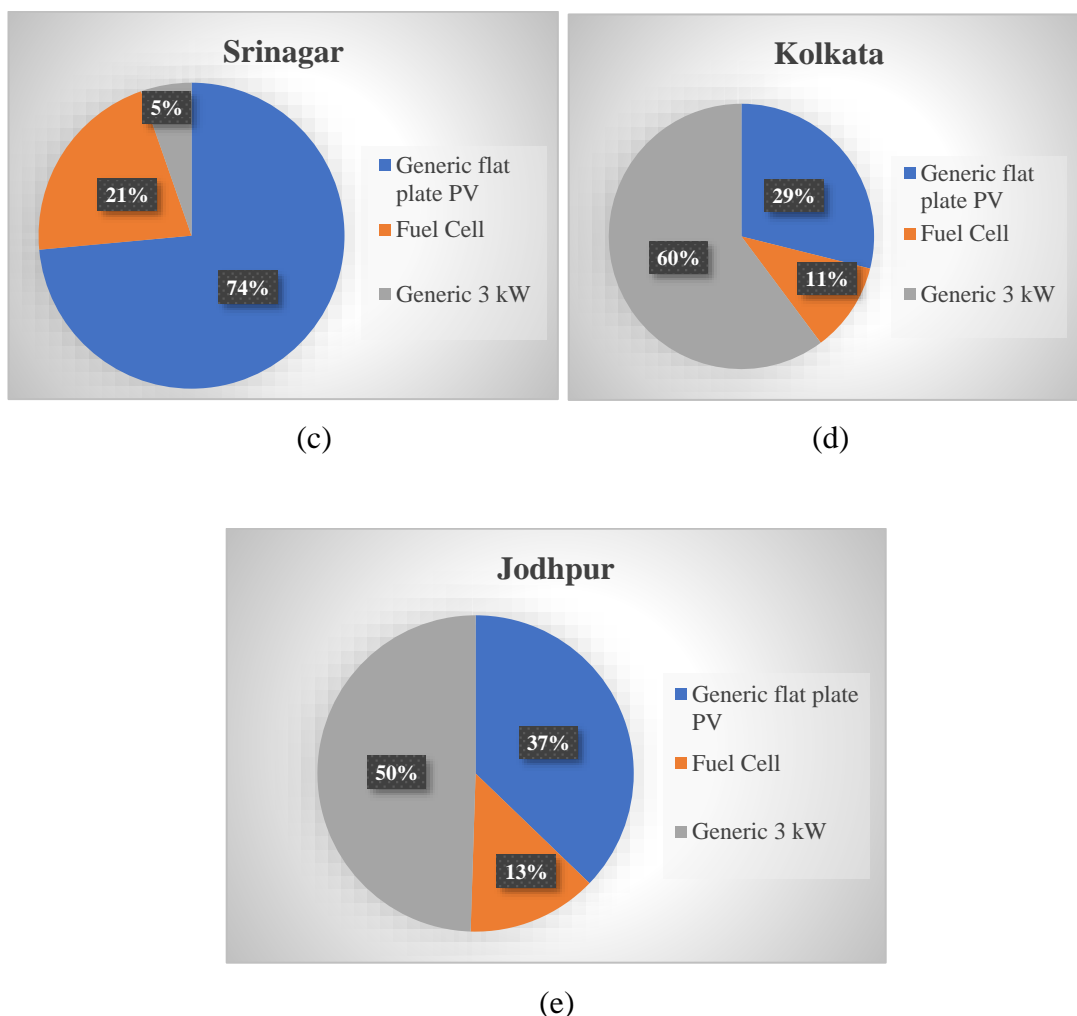 Srinagar
5%
21%
74%
Generic flat
plate PV
Fuel Cell
Generic 3 kW
(c)
Kolkata
29%
60%
11%
Generic flat
plate PV
Fuel Cell
Generic 3 kW
(d)
Jodhpur
37%
50%
13%
Generic flat plate
PV
Fuel Cell
Generic 3 kW
(e)